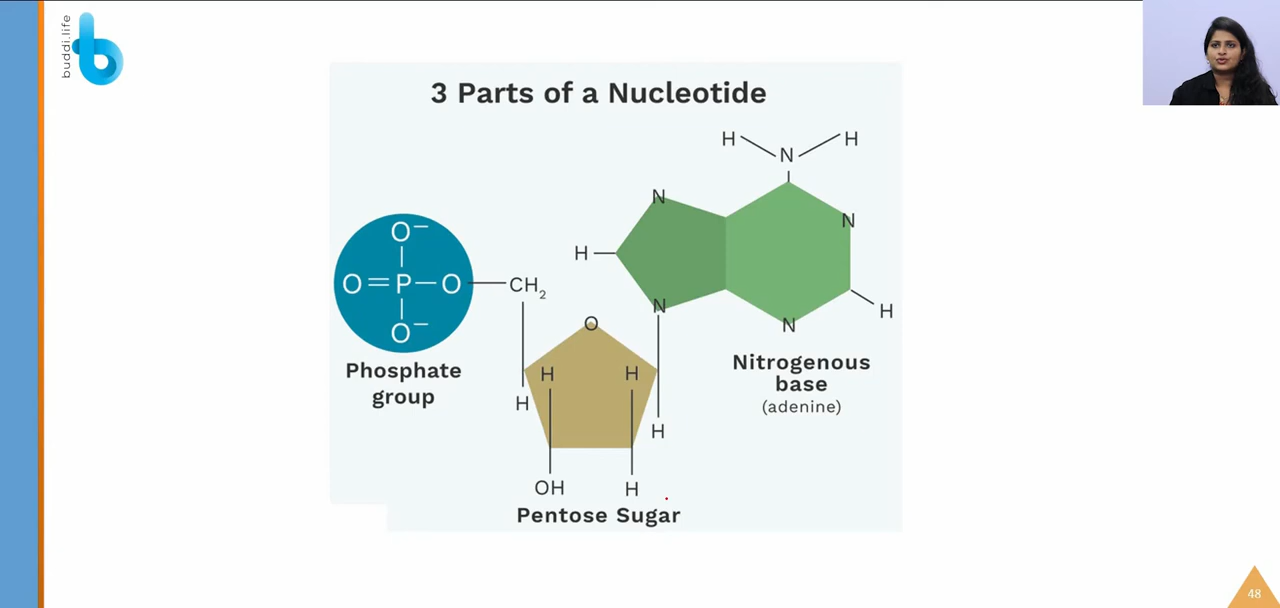 buddi.life
3 Parts of a Nucleotide
H N H
N
N
O⁻
H
O=P–O CH₂
H
N
O⁻
O
N
Phosphate
group
Nitrogenous
base
(adenine)
H H
H
H
OH H
Pentose Sugar
48